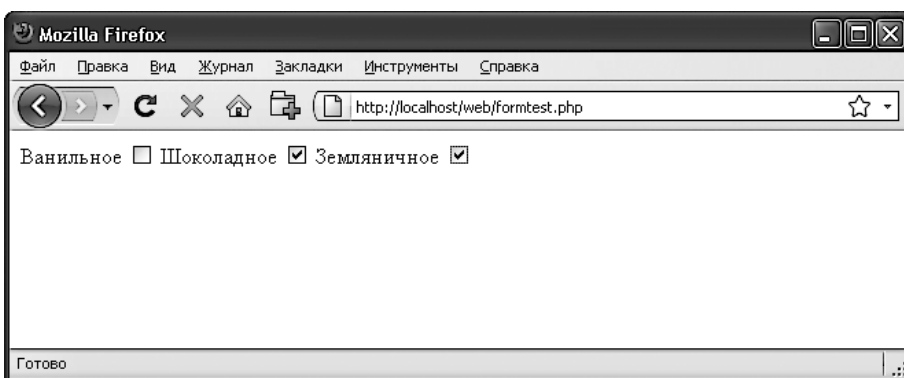 Mozilla Firefox
Файл Правка Вид Журнал Закладки Инструменты Справка
http://localhost/web/formtest.php
Ванильное Шоколадное Земляничное
Готово